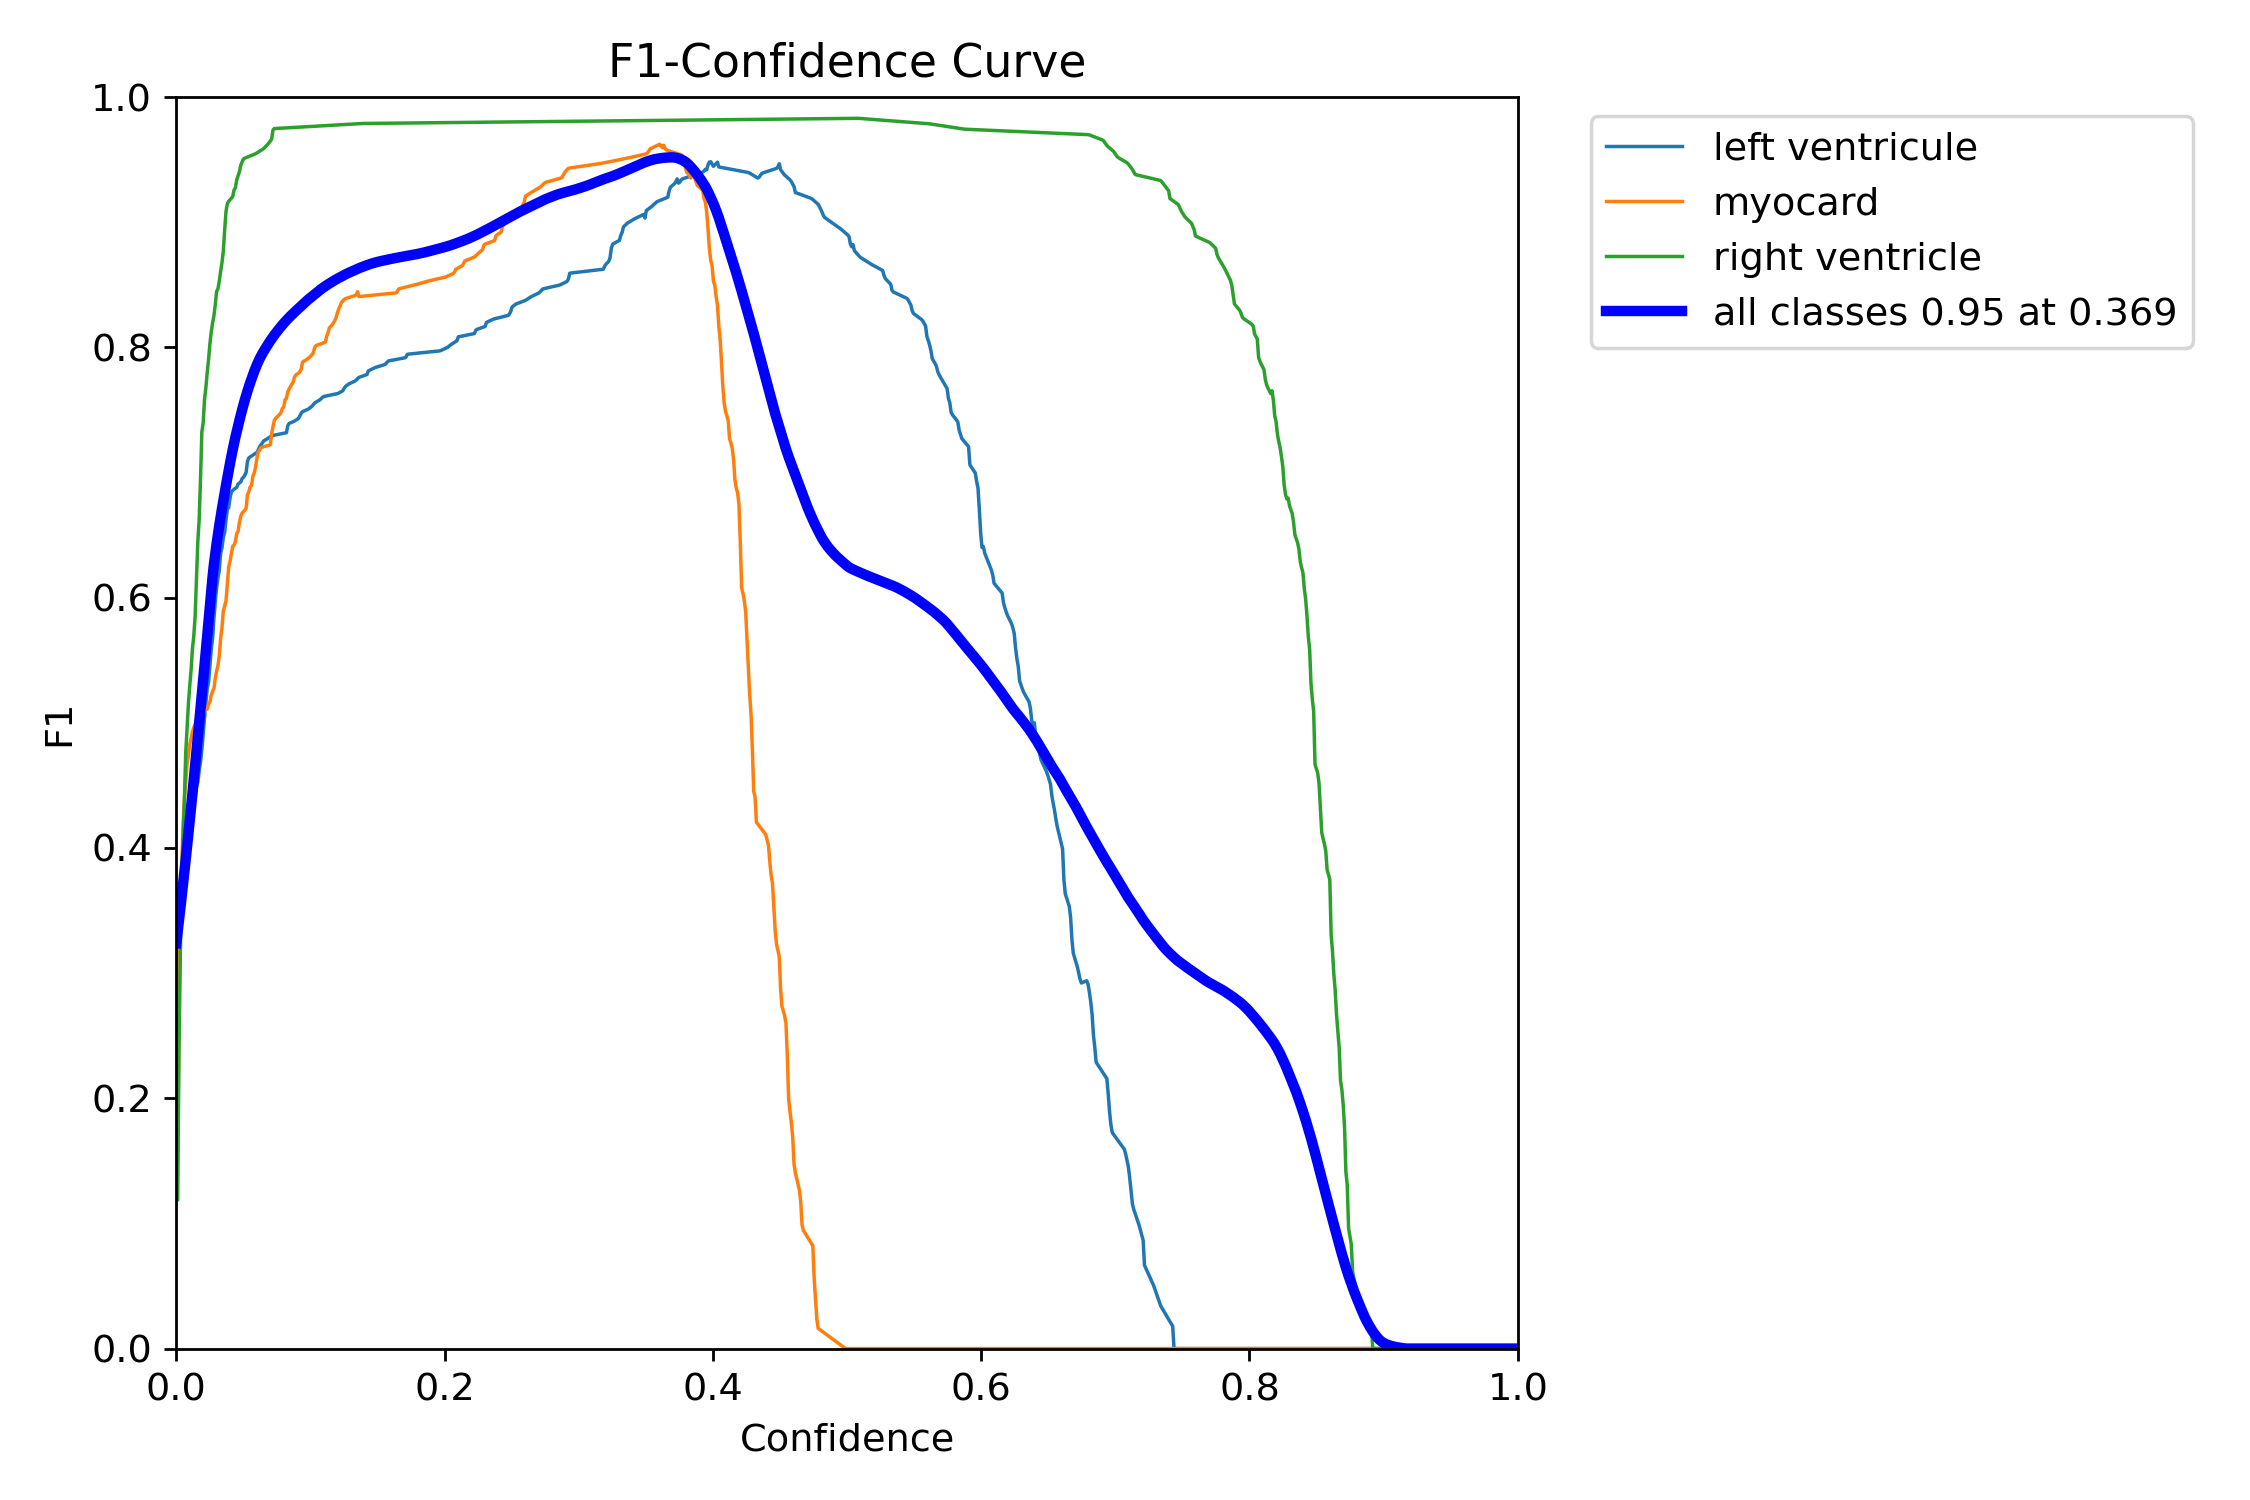 F1-Confidence Curve
1.0
0.8
0.6
0.4
0.2
0.0
F1
0.0 0.2 0.4 0.6 0.8 1.0
Confidence
left ventricule
myocard
right ventricle
all classes 0.95 at 0.369